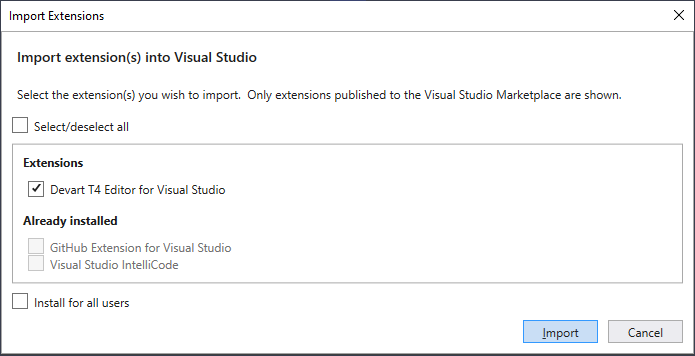 Import Extensions
Import extension(s) into Visual Studio
Select the extension(s) you wish to import. Only extensions published to the Visual Studio Marketplace are shown.
Select/deselect all
Extensions
Devart T4 Editor for Visual Studio
Already installed
GitHub Extension for Visual Studio
Visual Studio IntelliCode
Install for all users
Import
Cancel